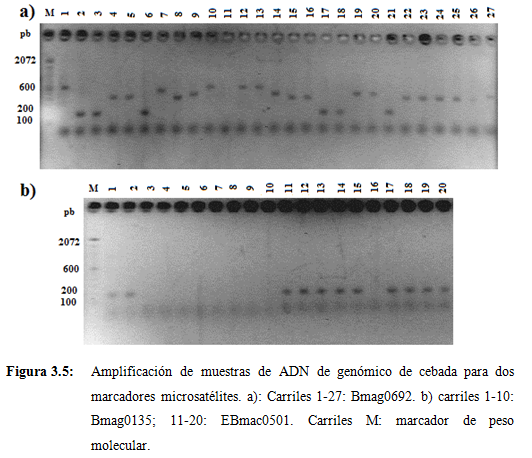 a)
M 1 2 3 4 5 6 7 8 9 10 11 12 13 14 15 16 17 18 19 20 21 22 23 24 25 26 27
pb
2072
600
200
100
b)
M 1 2 3 4 5 6 7 8 9 10 11 12 13 14 15 16 17 18 19 20
pb
2072
600
200
100
Figura 3.5: Amplificación de muestras de ADN de genómico de cebada para dos
marcadores microsatélites. a): Carriles 1-27: Bmag0692. b) carriles 1-10:
Bmag0135; 11-20: EBmac0501. Carriles M: marcador de peso
molecular.